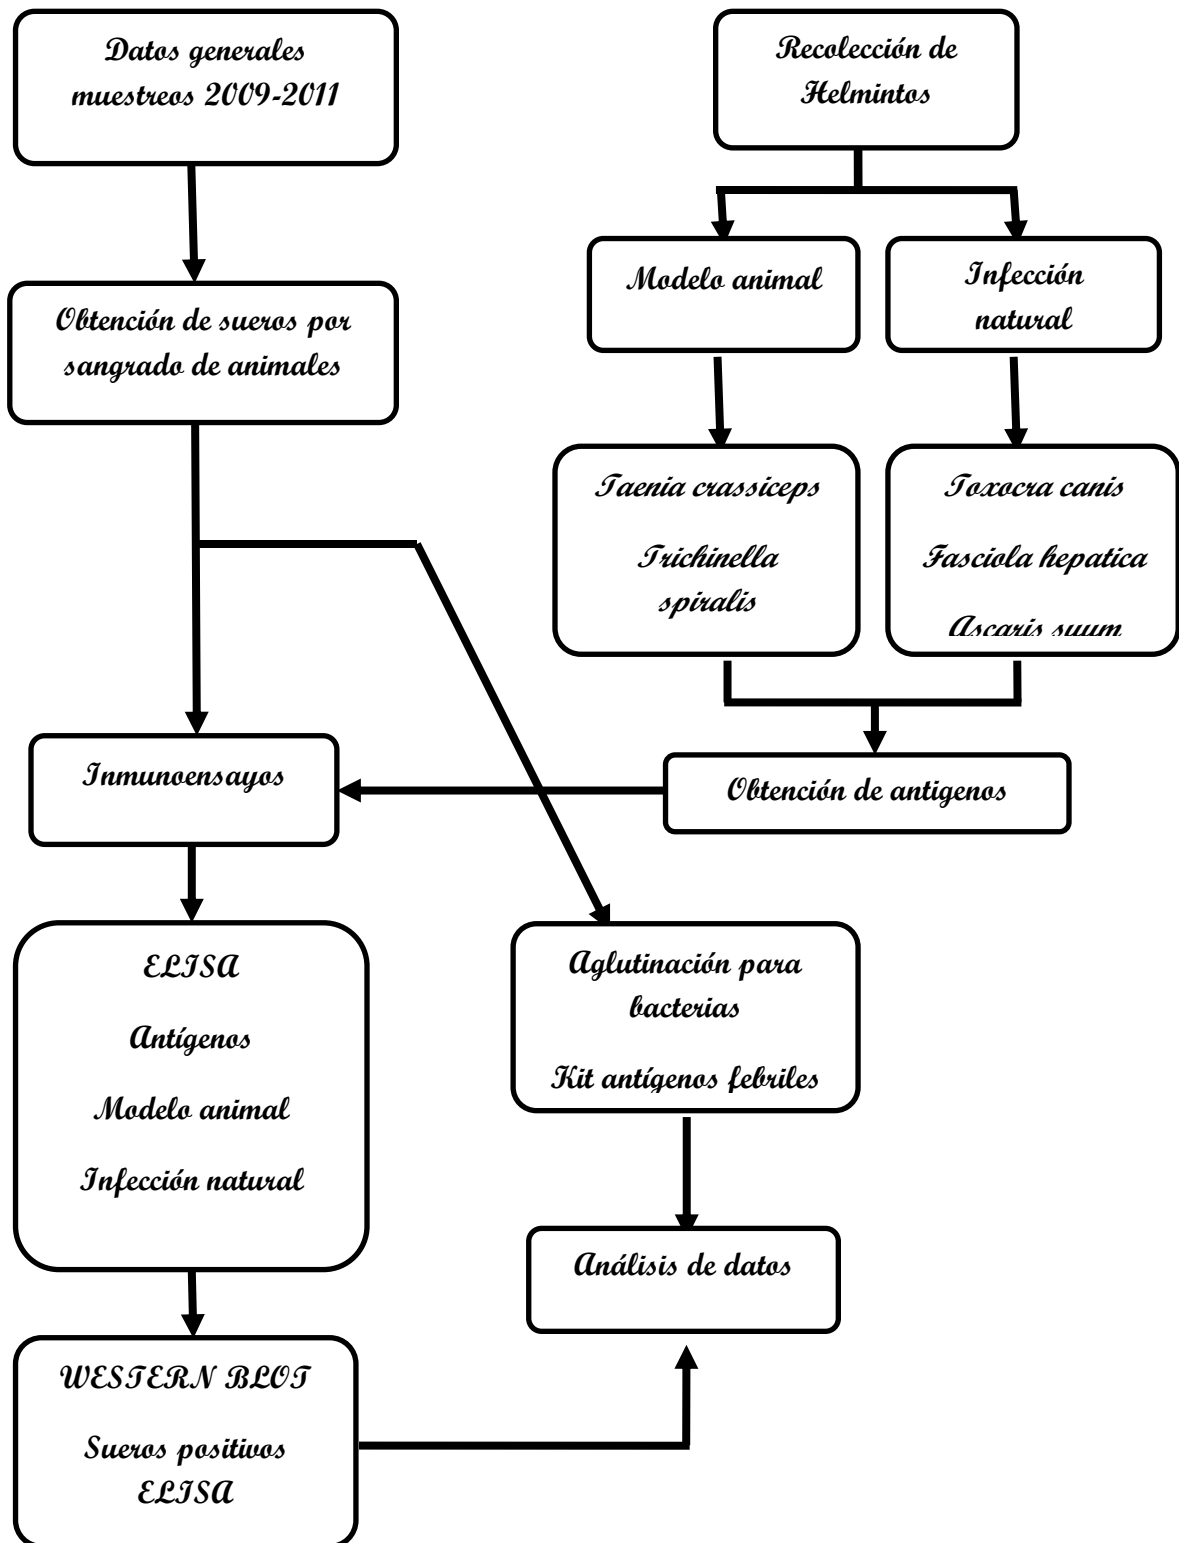 Datos generales
muestreos 2009-2011
Recolección de
Helmintos
Modelo animal
Infección
natural
Obtención de sueros por
sangrado de animales
Taenia crassiceps
Trichinella
spiralis
Toxocra canis
Fasciola hepatica
Ascaris suum
Inmunoensayos
Obtención de antigenos
ELISA
Antígenos
Modelo animal
Infección natural
Aglutinación para
bacterias
Kit antígenos febriles
Análisis de datos
WESTERN BLOT
Sueros positivos
ELISA